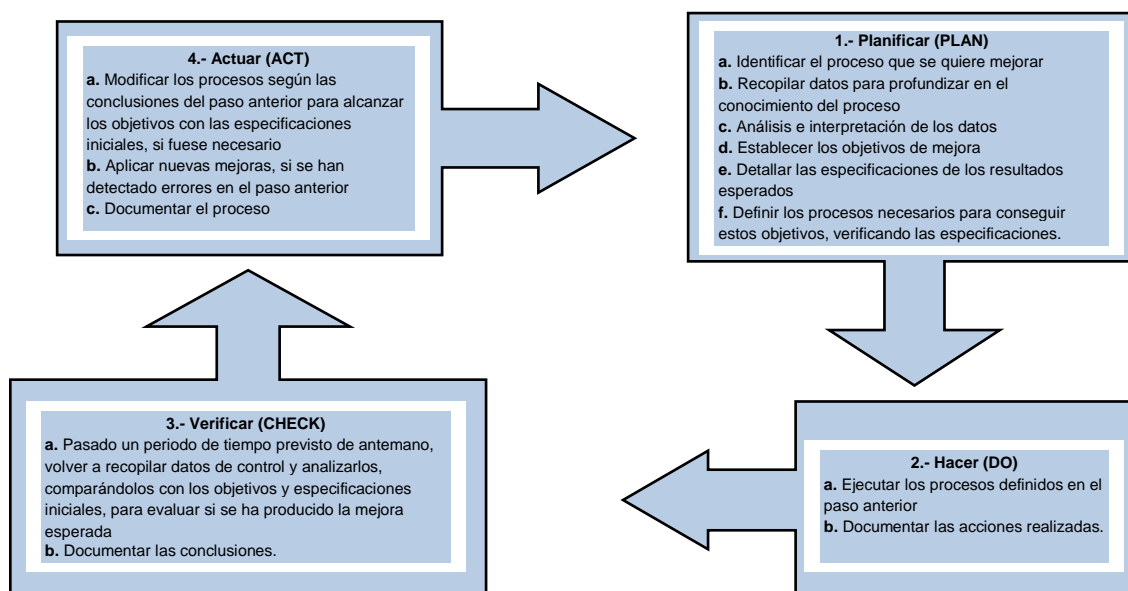 4.- Actuar (ACT)
a. Modificar los procesos según las
conclusiones del paso anterior para alcanzar
los objetivos con las especificaciones
iniciales, si fuese necesario
b. Aplicar nuevas mejoras, si se han
detectado errores en el paso anterior
c. Documentar el proceso
1.- Planificar (PLAN)
a. Identificar el proceso que se quiere mejorar
b. Recopilar datos para profundizar en el
conocimiento del proceso
c. Análisis e interpretación de los datos
d. Establecer los objetivos de mejora
e. Detallar las especificaciones de los resultados
esperados
f. Definir los procesos necesarios para conseguir
estos objetivos, verificando las especificaciones.
3.- Verificar (CHECK)
a. Pasado un periodo de tiempo previsto de antemano,
volver a recopilar datos de control y analizarlos,
comparándolos con los objetivos y especificaciones
iniciales, para evaluar si se ha producido la mejora
esperada
b. Documentar las conclusiones.
2.- Hacer (DO)
a. Ejecutar los procesos definidos en el
paso anterior
b. Documentar las acciones realizadas.